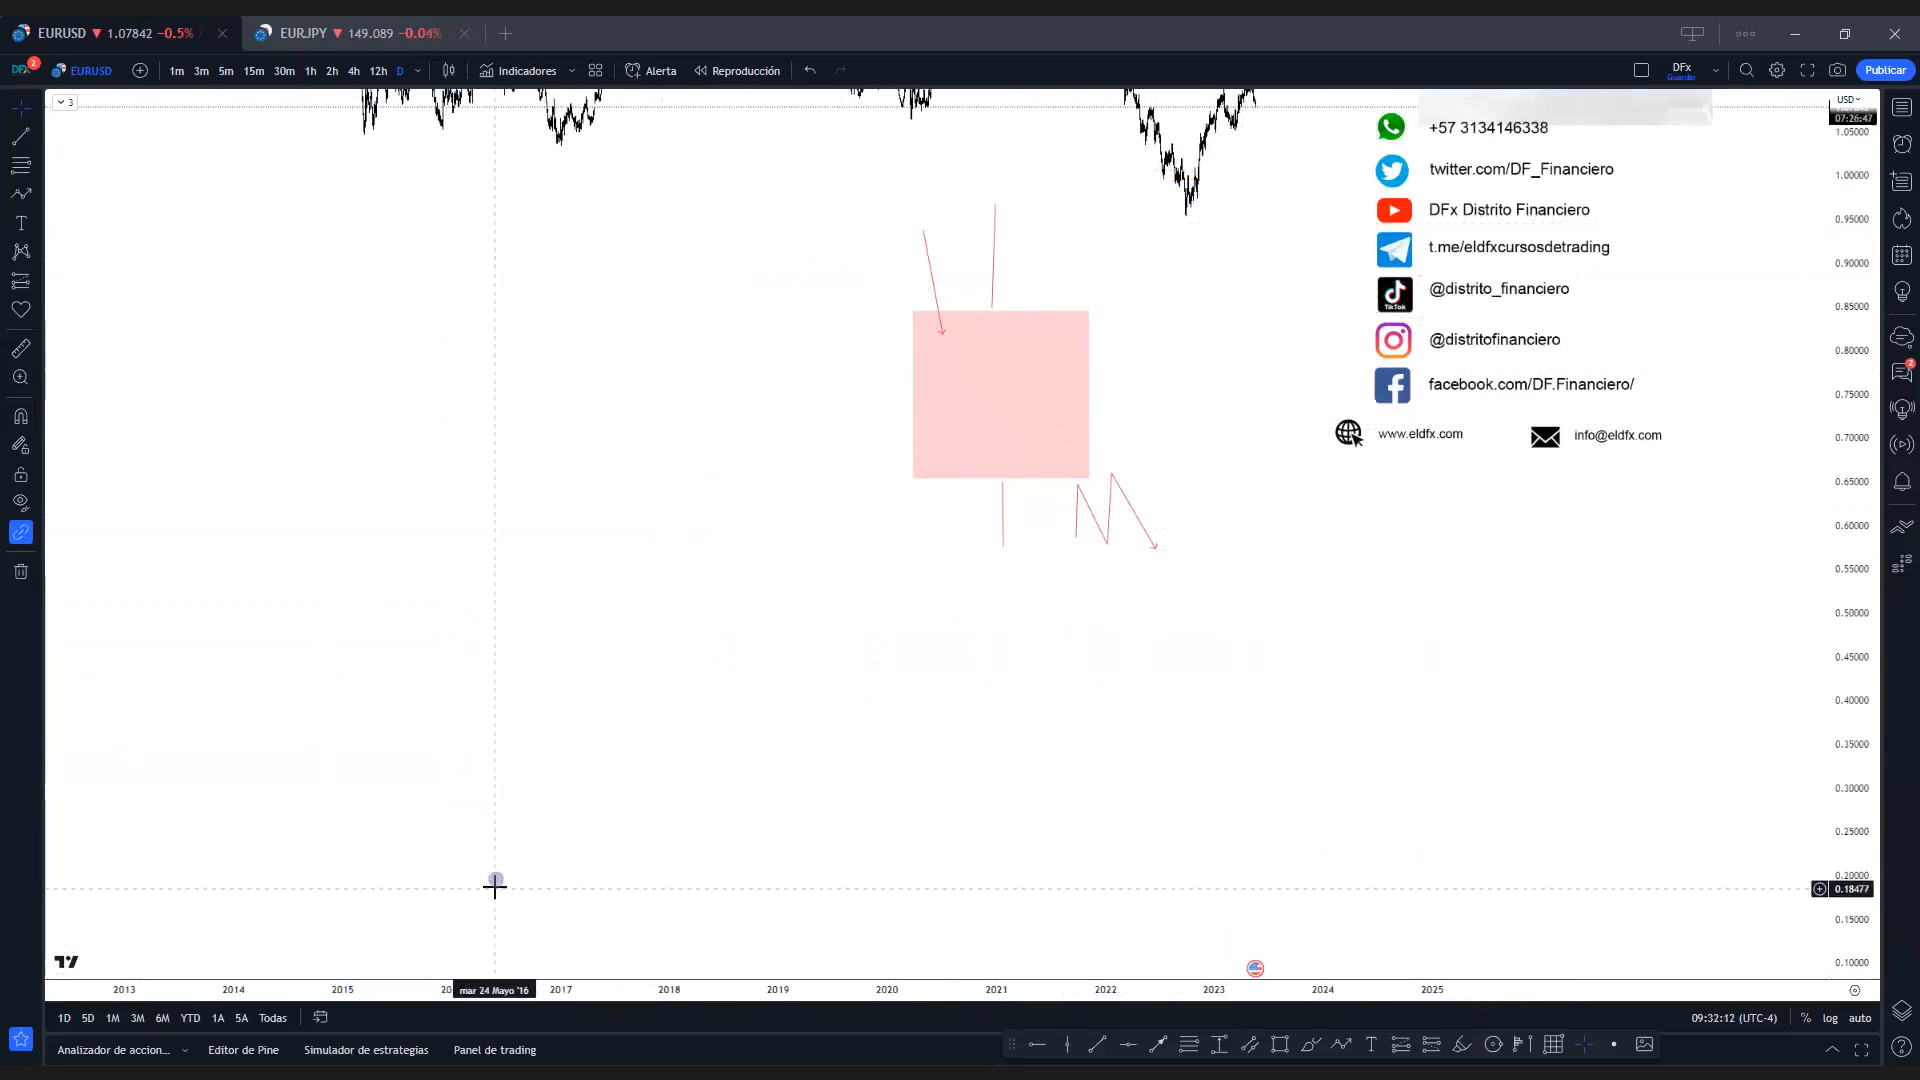 EURUSD 1.07842 −0.5%
EURJPY 149.089 −0.04%
2 EURUSD 1m 3m 5m 15m 30m 1h 2h 4h 12h D Indicadores Alerta Reproducción DFx Guardar Publicar
3
USD
07:26:47
1.05000
1.00000
0.95000
0.90000
0.85000
0.80000
0.75000
0.70000
0.65000
0.60000
0.55000
0.50000
0.45000
0.40000
0.35000
0.30000
0.25000
0.20000
0.18477
0.15000
0.10000
+57 3134146338
twitter.com/DF_Financiero
DFx Distrito Financiero
t.me/eldfxcursosdetrading
TikTok @distrito_financiero
@distritofinanciero
facebook.com/DF.Financiero/
www.eldfx.com info@eldfx.com
2
2013 2014 2015 20 mar 24 Mayo '16 2017 2018 2019 2020 2021 2022 2023 2024 2025
1D 5D 1M 3M 6M YTD 1A 5A Todas 09:32:12 (UTC-4) % log auto
Analizador de accion... Editor de Pine Simulador de estrategias Panel de trading